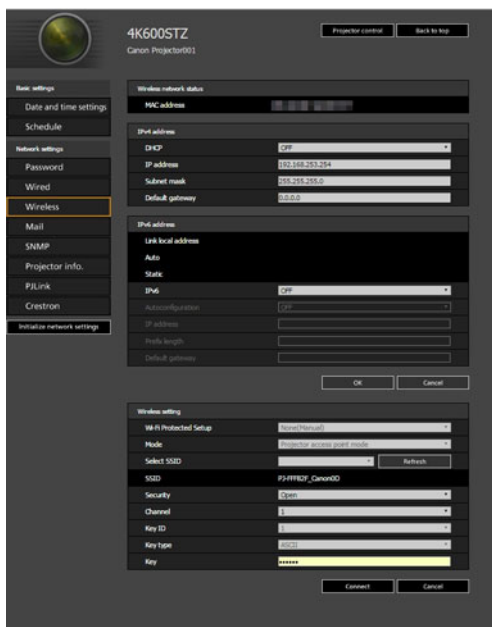 4K600STZ
Projector control
Back to top
Canon Projector001
Basic settings
Date and time settings
Schedule
Network settings
Password
Wired
Wireless
Mail
SNMP
Projector info.
PJLink
Crestron
Initialize network settings
Wireless network status
MAC address
IPv4 address
DHCP OFF
IP address 192.168.253.254
Subnet mask 255.255.255.0
Default gateway 0.0.0.0
IPv6 address
Link local address
Auto
Static
IPv6 OFF
Autoconfiguration OFF
IP address
Prefix length
Default gateway
OK Cancel
Wireless setting
Wi-Fi Protected Setup None(Manual)
Mode Projector access point mode
Select SSID Refresh
SSID
Security Open
Channel 1
Key ID 1
Key type ASCII
Key ••••••
Connect Cancel